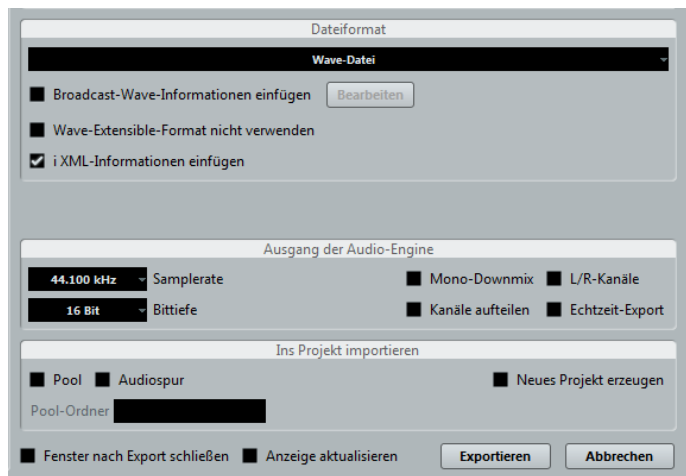 Dateiformat
Wave-Datei
Broadcast-Wave-Informationen einfügen Bearbeiten
Wave-Extensible-Format nicht verwenden
i XML-Informationen einfügen
Ausgang der Audio-Engine
44.100 kHz Samplerate Mono-Downmix L/R-Kanäle
16 Bit Bittiefe Kanäle aufteilen Echtzeit-Export
Ins Projekt importieren
Pool Audiospur Neues Projekt erzeugen
Pool-Ordner
Fenster nach Export schließen Anzeige aktualisieren Exportieren Abbrechen